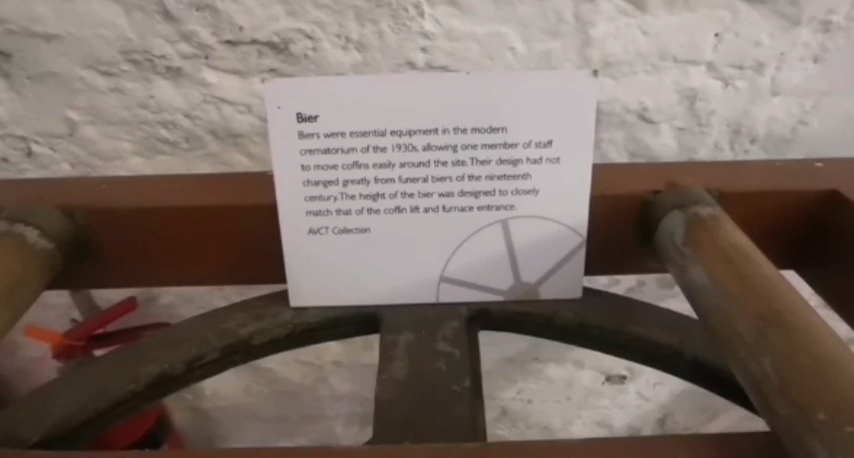 Bier
Biers were essential equipment in the modern
crematorium of the 1930s, allowing one member of staff
to move coffins easily around the site. Their design had not
changed greatly from funeral biers of the nineteenth
century. The height of the bier was designed to closely
match that of the coffin lift and furnace entrance.
AVCT Collection